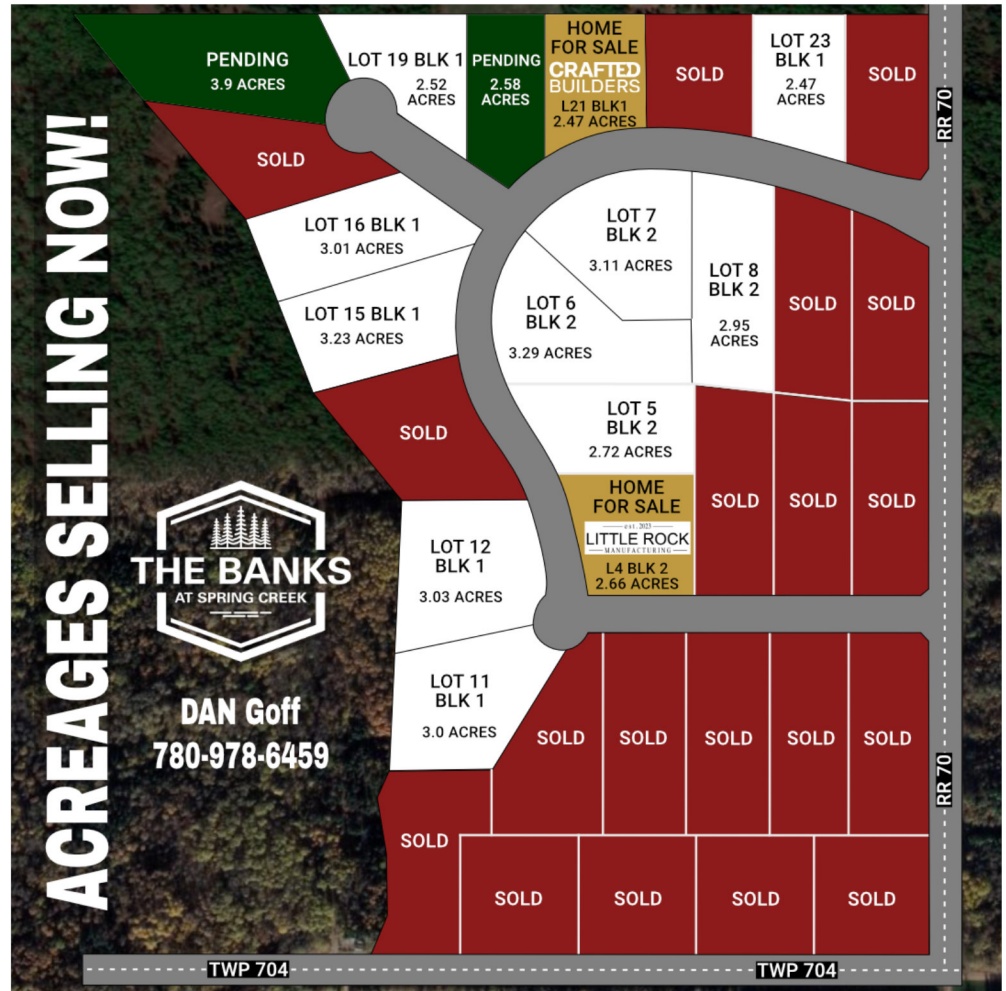 ACREAGES SELLING NOW!
PENDING
3.9 ACRES
LOT 19 BLK 1
2.52
ACRES
PENDING
2.58
ACRES
HOME
FOR SALE
CRAFTED
BUILDERS
L21 BLK1
2.47 ACRES
SOLD
LOT 23
BLK 1
2.47
ACRES
SOLD
RR 70
SOLD
LOT 16 BLK 1
3.01 ACRES
LOT 15 BLK 1
3.23 ACRES
LOT 7
BLK 2
3.11 ACRES
LOT 6
BLK 2
3.29 ACRES
LOT 8
BLK 2
2.95
ACRES
SOLD
SOLD
SOLD
LOT 5
BLK 2
2.72 ACRES
HOME
FOR SALE
est. 2023
LITTLE ROCK
MANUFACTURING
L4 BLK 2
2.66 ACRES
SOLD
SOLD
SOLD
THE BANKS
AT SPRING CREEK
LOT 12
BLK 1
3.03 ACRES
LOT 11
BLK 1
3.0 ACRES
DAN Goff
780-978-6459
SOLD
SOLD
SOLD
SOLD
SOLD
RR 70
SOLD
SOLD
SOLD
SOLD
SOLD
TWP 704
TWP 704